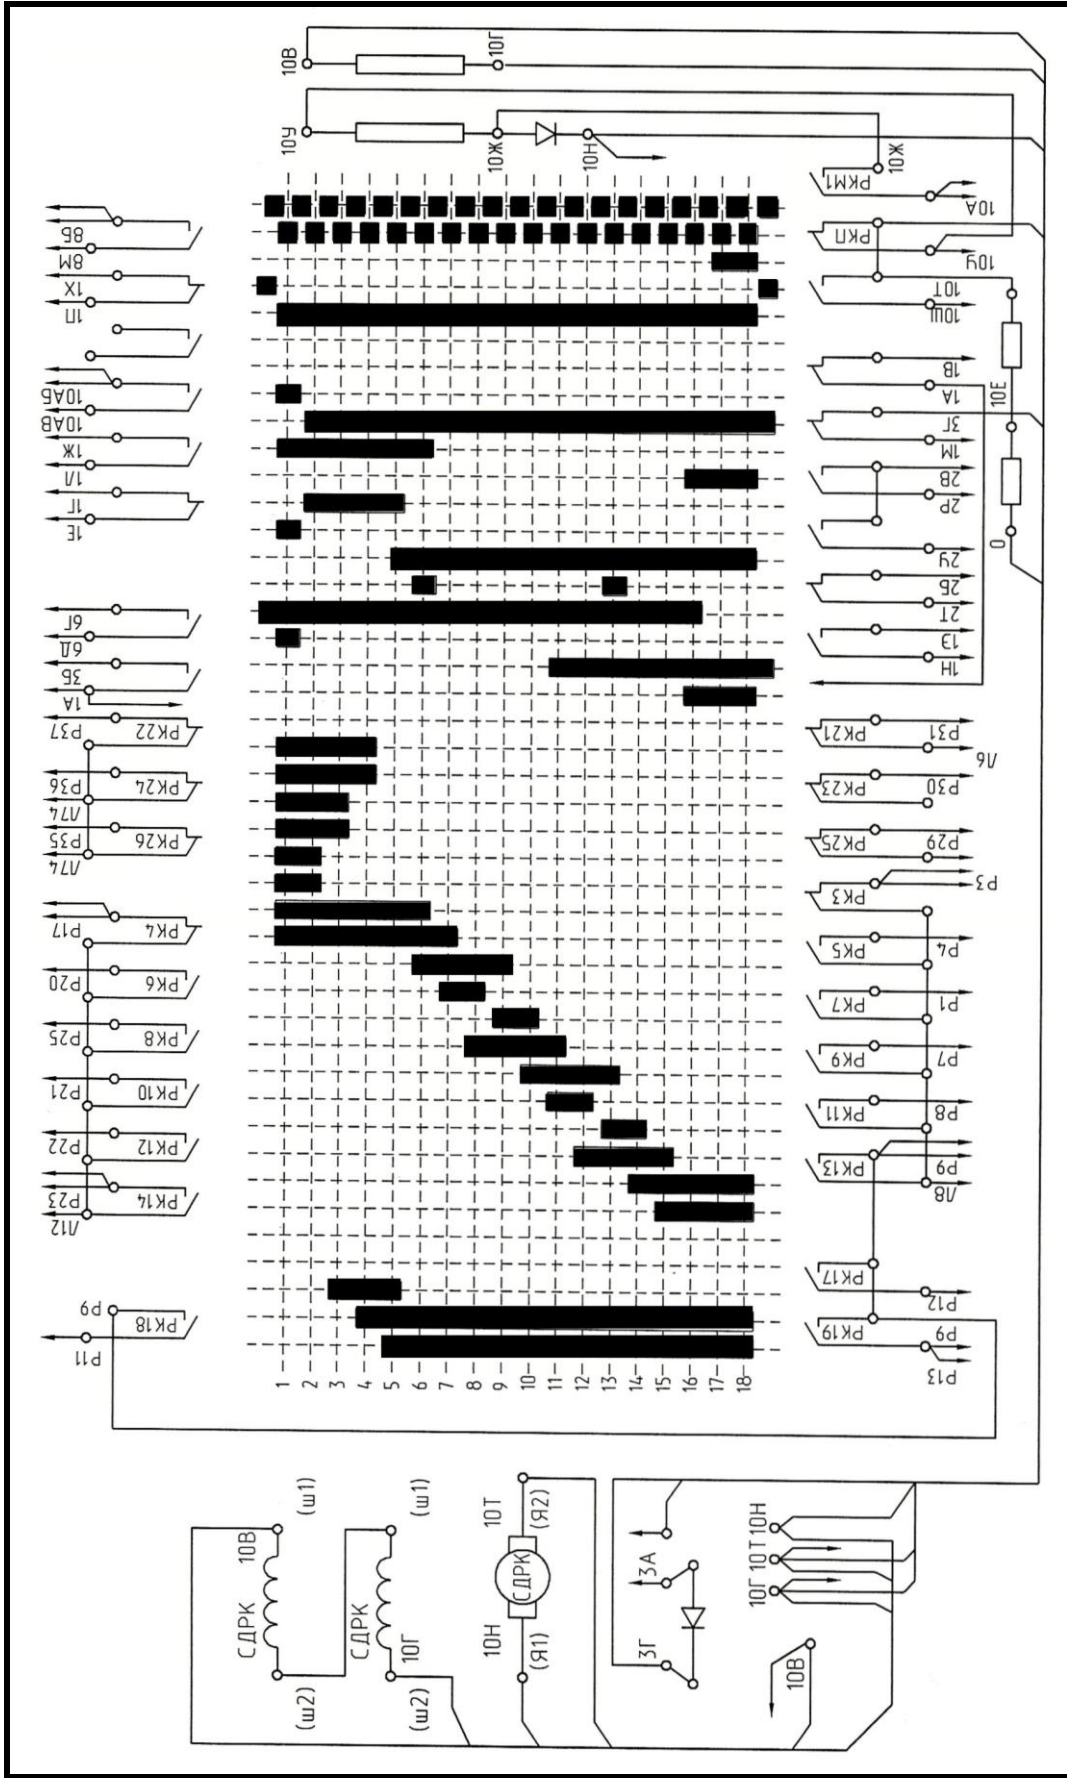 10В
10Г
10У
10Ж
10Н
10Ж
РКМ1
10А
РКП
10У
10Т
10Ш
10Е
0
1В
1А
3Г
1М
2В
2Р
2У
2Б
2Т
1Э
1Н
РК21
Р31
Л6
РК23
Р30
РК25
Р29
РК3
Р3
РК5
Р4
РК7
Р1
РК9
Р7
РК11
Р8
РК13
Р9
Л8
РК17
Р12
РК19
Р9
Р13
8Б
8М
1Х
1П
10АБ
10АВ
1Ж
1Л
1Г
1Е
6Г
6Д
3Б
1А
Р37
РК22
Р36
РК24
Л74
Р35
РК26
Л74
Р17
РК4
Р20
РК6
Р25
РК8
Р21
РК10
Р22
РК12
Р23
РК14
Л12
Р9
РК18
Р11
1
2
3
4
5
6
7
8
9
10
11
12
13
14
15
16
17
18
(ш1)
10В
СДРК
(ш2)
(ш1)
СДРК
10Г
(ш2)
10Т
(Я2)
СДРК
10Н
(Я1)
3А
3Г
10Г 10Т 10Н
10В